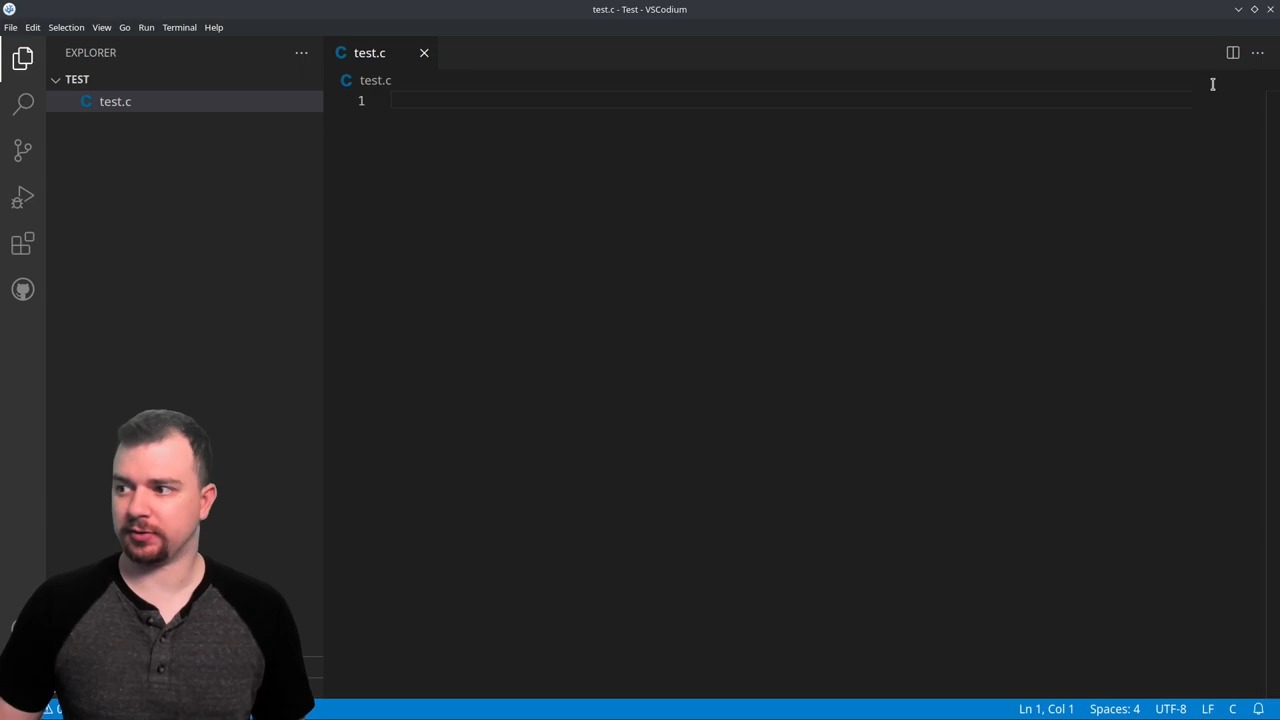 test.c - Test - VSCodium
File Edit Selection View Go Run Terminal Help
EXPLORER
test.c
TEST
test.c
C test.c
C test.c
1
Ln 1, Col 1 Spaces: 4 UTF-8 LF C